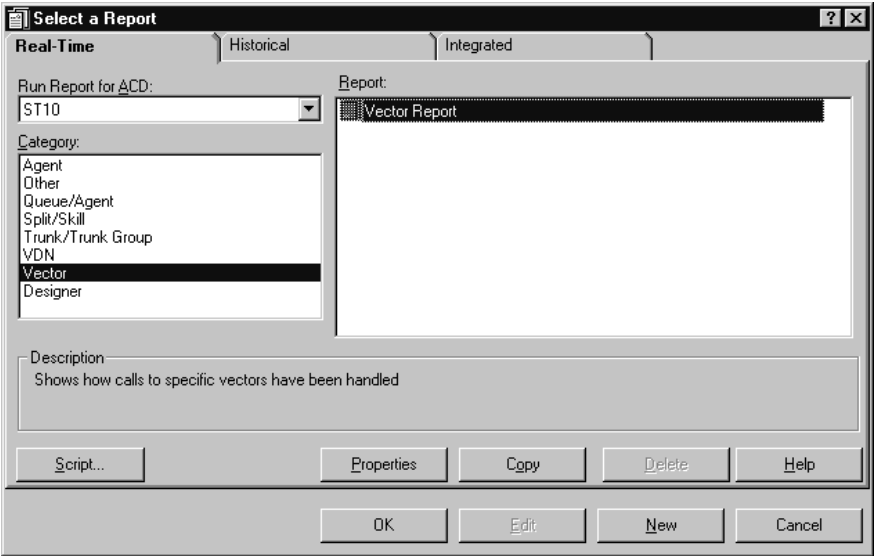 Select a Report
Real-Time
Historical
Integrated
Run Report for ACD:
ST10
Category:
Agent
Other
Queue/Agent
Split/Skill
Trunk/Trunk Group
VDN
Vector
Designer
Report:
Vector Report
Description
Shows how calls to specific vectors have been handled
Script...
Properties
Copy
Delete
Help
OK
Edit
New
Cancel